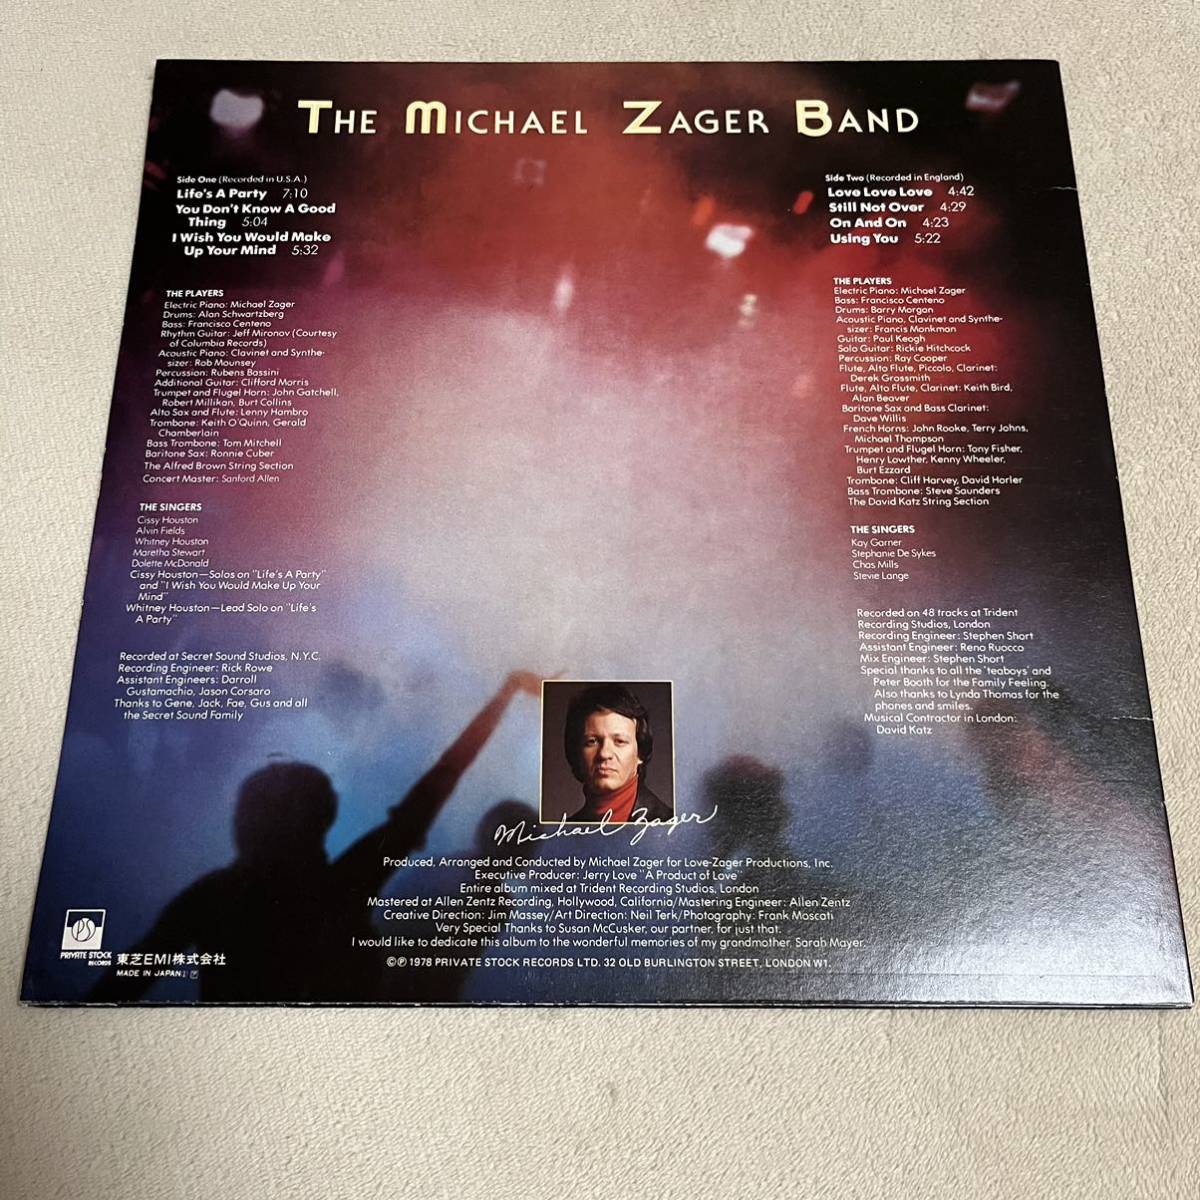 THE MICHAEL ZAGER BAND
Side One (Recorded in U.S.A.)
Life's A Party 7:10
You Don't Know A Good
Thing 5:04
I Wish You Would Make
Up Your Mind 5:32
THE PLAYERS
Electric Piano: Michael Zager
Drums: Alan Schwartzberg
Bass: Francisco Centeno
Rhythm Guitar: Jeff Mironov (Courtesy
of Columbia Records)
Acoustic Piano: Clavinet and Synthe-
sizer: Rob Mounsey
Percussion: Rubens Bassini
Additional Guitar: Clifford Morris
Trumpet and Flugel Horn: John Gatchell,
Robert Millikan, Burt Collins
Alto Sax and Flute: Lenny Hambro
Trombone: Keith O'Quinn, Gerald
Chamberlain
Bass Trombone: Tom Mitchell
Baritone Sax: Ronnie Cuber
The Alfred Brown String Section
Concert Master: Sanford Allen
THE SINGERS
Cissy Houston
Alvin Fields
Whitney Houston
Maretha Stewart
Dolette McDonald
Cissy Houston—Solos on "Life's A Party"
and "I Wish You Would Make Up Your
Mind"
Whitney Houston—Lead Solo on "Life's
A Party"
Recorded at Secret Sound Studios, N.Y.C.
Recording Engineer: Rick Rowe
Assistant Engineers: Darroll
Gustamachio, Jason Corsaro
Thanks to Gene, Jack, Fae, Gus and all
the Secret Sound Family
Side Two (Recorded in England)
Love Love Love 4:42
Still Not Over 4:29
On And On 4:23
Using You 5:22
THE PLAYERS
Electric Piano: Michael Zager
Bass: Francisco Centeno
Drums: Barry Morgan
Acoustic Piano, Clavinet and Synthe-
sizer: Francis Monkman
Guitar: Paul Keogh
Solo Guitar: Rickie Hitchcock
Percussion: Ray Cooper
Flute, Alto Flute, Piccolo, Clarinet:
Derek Grossmith
Flute, Alto Flute, Clarinet: Keith Bird,
Alan Beaver
Baritone Sax and Bass Clarinet:
Dave Willis
French Horns: John Rooke, Terry Johns,
Michael Thompson
Trumpet and Flugel Horn: Tony Fisher,
Henry Lowther, Kenny Wheeler,
Burt Ezzard
Trombone: Cliff Harvey, David Horler
Bass Trombone: Steve Saunders
The David Katz String Section
THE SINGERS
Kay Garner
Stephanie De Sykes
Chas Mills
Stevie Lange
Recorded on 48 tracks at Trident
Recording Studios, London
Recording Engineer: Stephen Short
Assistant Engineer: Reno Ruocco
Mix Engineer: Stephen Short
Special thanks to all the 'teaboys' and
Peter Booth for the Family Feeling.
Also thanks to Lynda Thomas for the
phones and smiles.
Musical Contractor in London:
David Katz
Michael Zager
Produced, Arranged and Conducted by Michael Zager for Love-Zager Productions, Inc.
Executive Producer: Jerry Love "A Product of Love"
Entire album mixed at Trident Recording Studios, London
Mastered at Allen Zentz Recording, Hollywood, California/Mastering Engineer: Allen Zentz
Creative Direction: Jim Massey/Art Direction: Neil Terk/Photography: Frank Moscati
Very Special Thanks to Susan McCusker, our partner, for just that.
I would like to dedicate this album to the wonderful memories of my grandmother, Sarah Mayer.
©℗ 1978 PRIVATE STOCK RECORDS LTD. 32 OLD BURLINGTON STREET, LONDON W1.
PS
PRIVATE STOCK
RECORDS
東芝EMI株式会社
MADE IN JAPAN